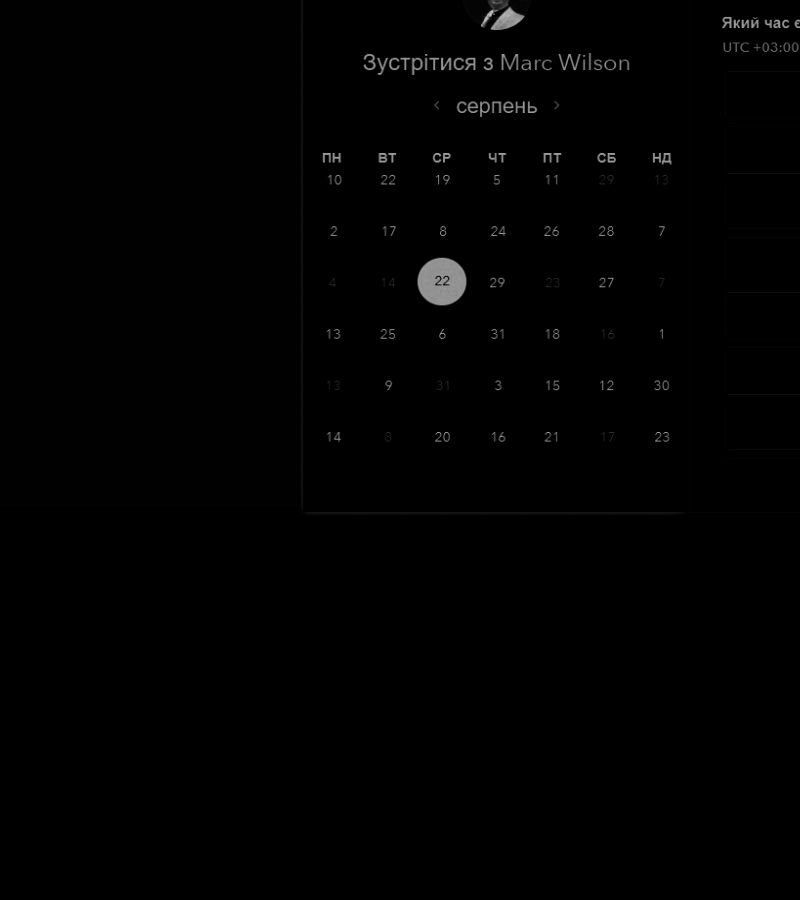 Зустрітися з Marc Wilson
серпень
ПН ВТ СР ЧТ ПТ СБ НД
10 22 19 5 11 29 13
2 17 8 24 26 28 7
4 14 22 29 23 27 7
13 25 6 31 18 16 1
13 9 31 3 15 12 30
14 8 20 16 21 17 23
Який час є
UTC +03:00